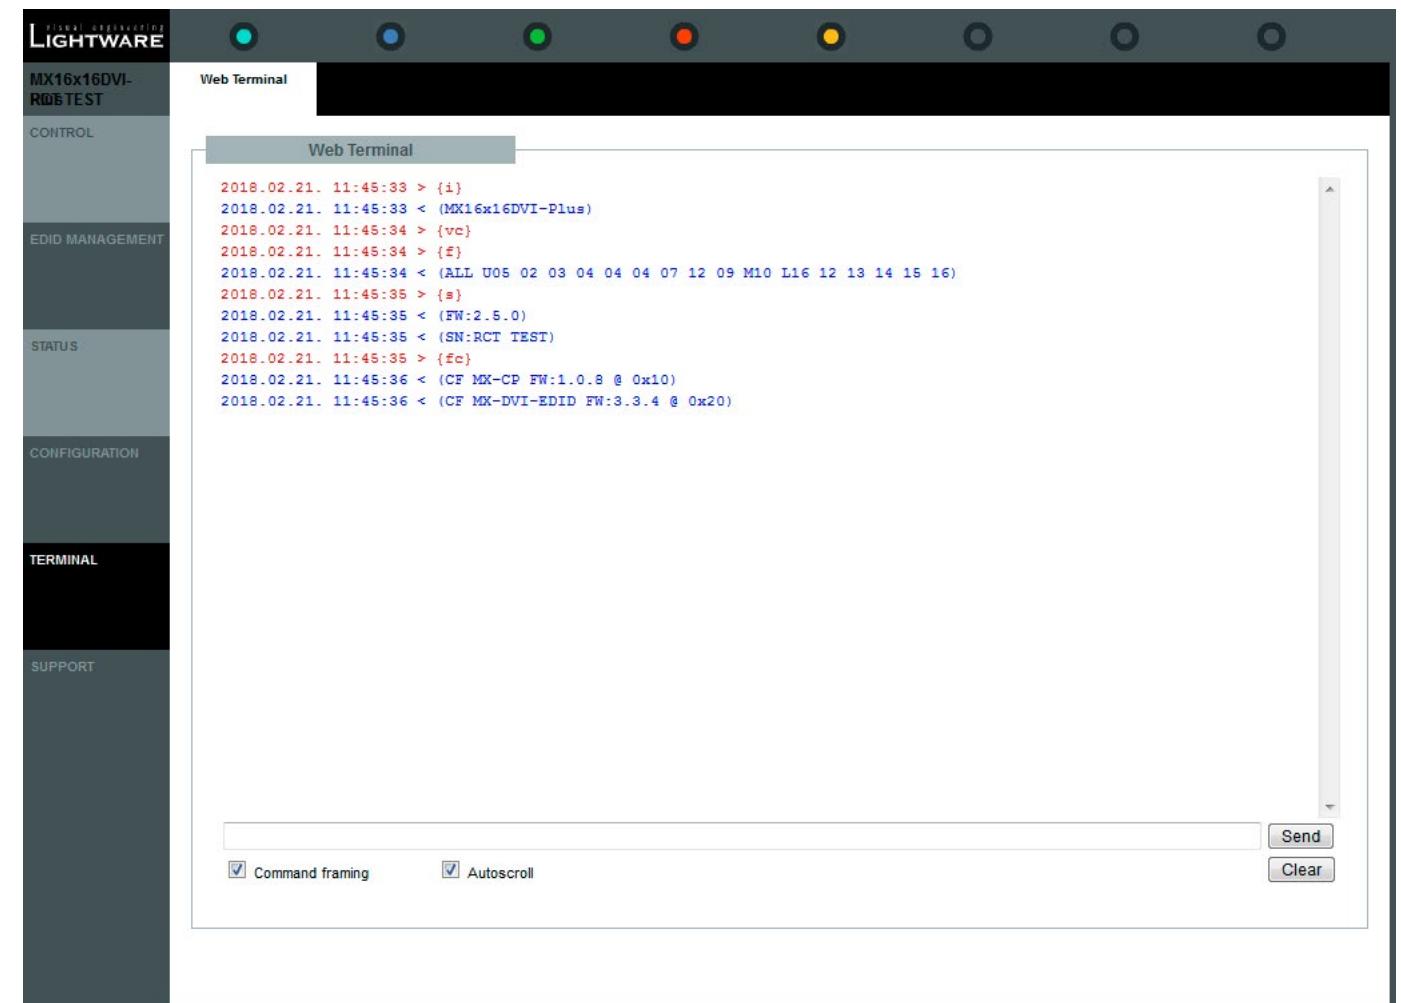 visual engineering
LIGHTWARE
MX16x16DVI-
TEST
Web Terminal
CONTROL
EDID MANAGEMENT
STATUS
CONFIGURATION
TERMINAL
SUPPORT
Web Terminal
2018.02.21. 11:45:33 > {i}
2018.02.21. 11:45:33 < (MX16x16DVI-Plus)
2018.02.21. 11:45:34 > {vc}
2018.02.21. 11:45:34 > {f}
2018.02.21. 11:45:34 < (ALL U05 02 03 04 04 04 07 12 09 M10 L16 12 13 14 15 16)
2018.02.21. 11:45:35 > {s}
2018.02.21. 11:45:35 < (FW:2.5.0)
2018.02.21. 11:45:35 < (SN:RCT TEST)
2018.02.21. 11:45:35 > {fc}
2018.02.21. 11:45:36 < (CF MX-CP FW:1.0.8 @ 0x10)
2018.02.21. 11:45:36 < (CF MX-DVI-EDID FW:3.3.4 @ 0x20)
Send
Command framing
Autoscroll
Clear